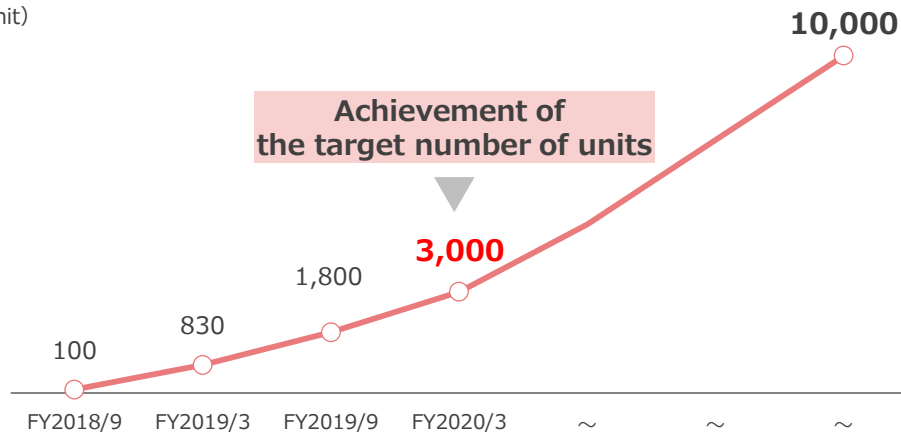 nit)
10,000
Achievement of
the target number of units
3,000
1,800
830
100
FY2018/9 FY2019/3 FY2019/9 FY2020/3 ~ ~ ~